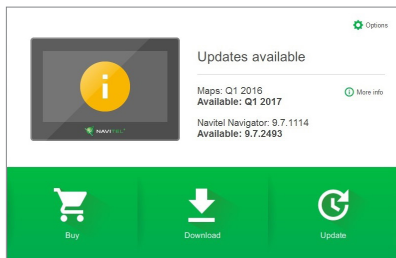 Options
Updates available
Maps: Q1 2016
Available: Q1 2017
More info
Navitel Navigator: 9.7.1114
Available: 9.7.2493
NAVITEL
Buy
Download
Update